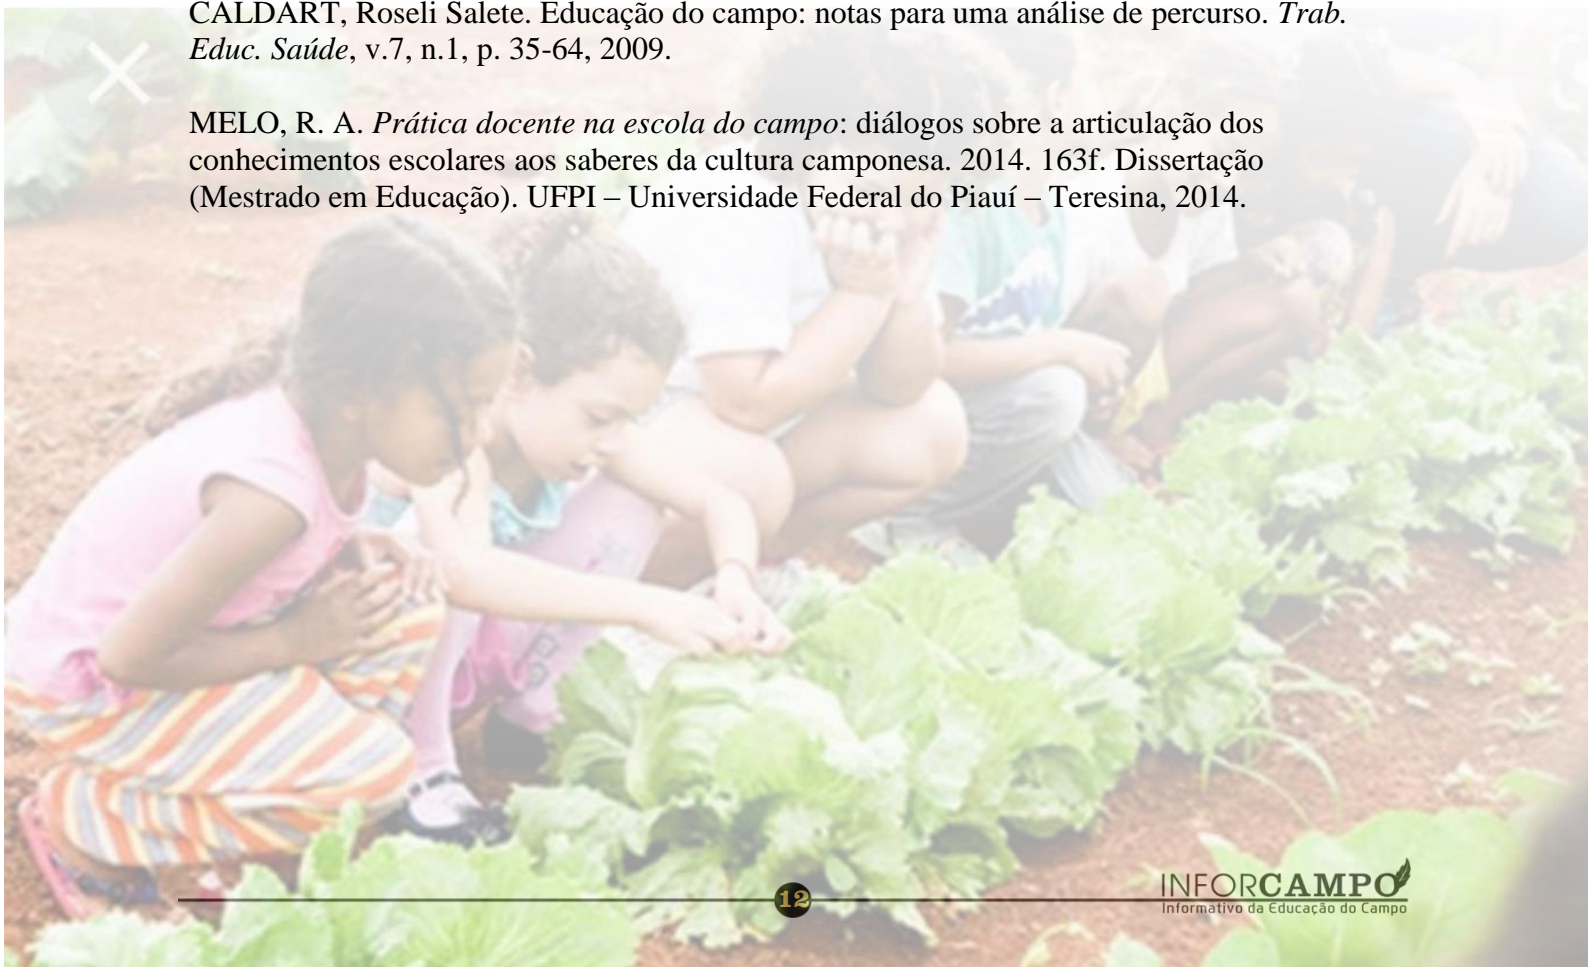 CALDART, Roseli Salete. Educação do campo: notas para uma análise de percurso. Trab.
Educ. Saúde, v.7, n.1, p. 35-64, 2009.
MELO, R. A. Prática docente na escola do campo: diálogos sobre a articulação dos
conhecimentos escolares aos saberes da cultura camponesa. 2014. 163f. Dissertação
(Mestrado em Educação). UFPI – Universidade Federal do Piauí – Teresina, 2014.
12
INFORCAMPO
Informativo da Educação do Campo